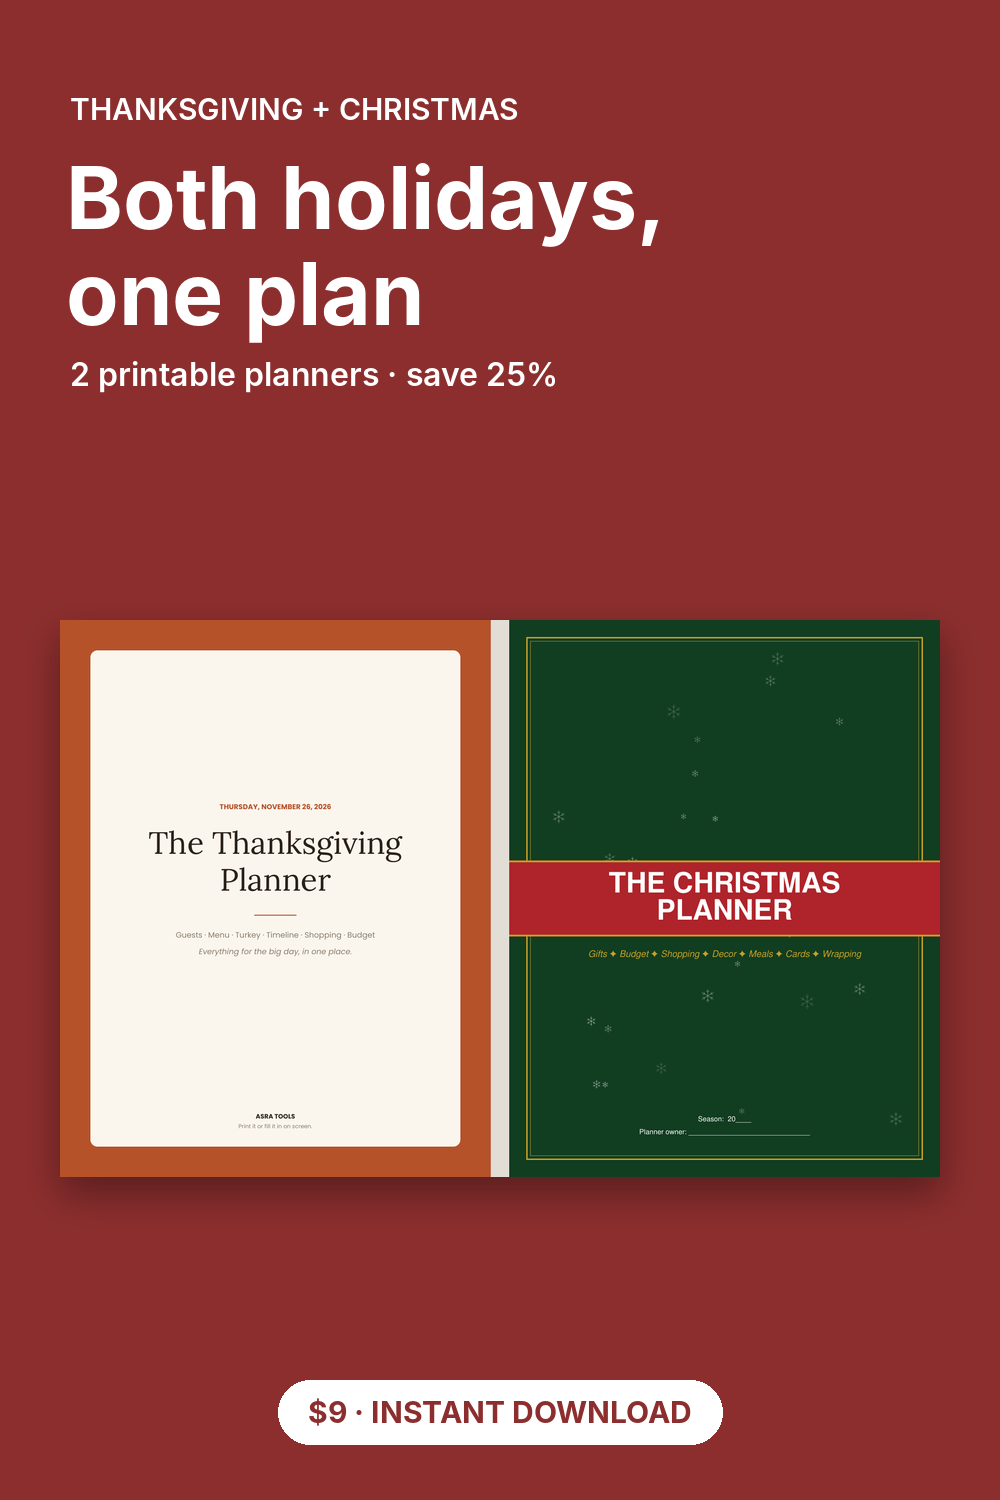 THANKSGIVING + CHRISTMAS
Both holidays,
one plan
2 printable planners · save 25%
THURSDAY, NOVEMBER 26, 2026
The Thanksgiving
Planner
Guests · Menu · Turkey · Timeline · Shopping · Budget
Everything for the big day, in one place.
ASRA TOOLS
Print it or fill it in on screen.
THE CHRISTMAS
PLANNER
Gifts ✦ Budget ✦ Shopping ✦ Decor ✦ Meals ✦ Cards ✦ Wrapping
Season: 20____
Planner owner: ______________________________
$9 · INSTANT DOWNLOAD